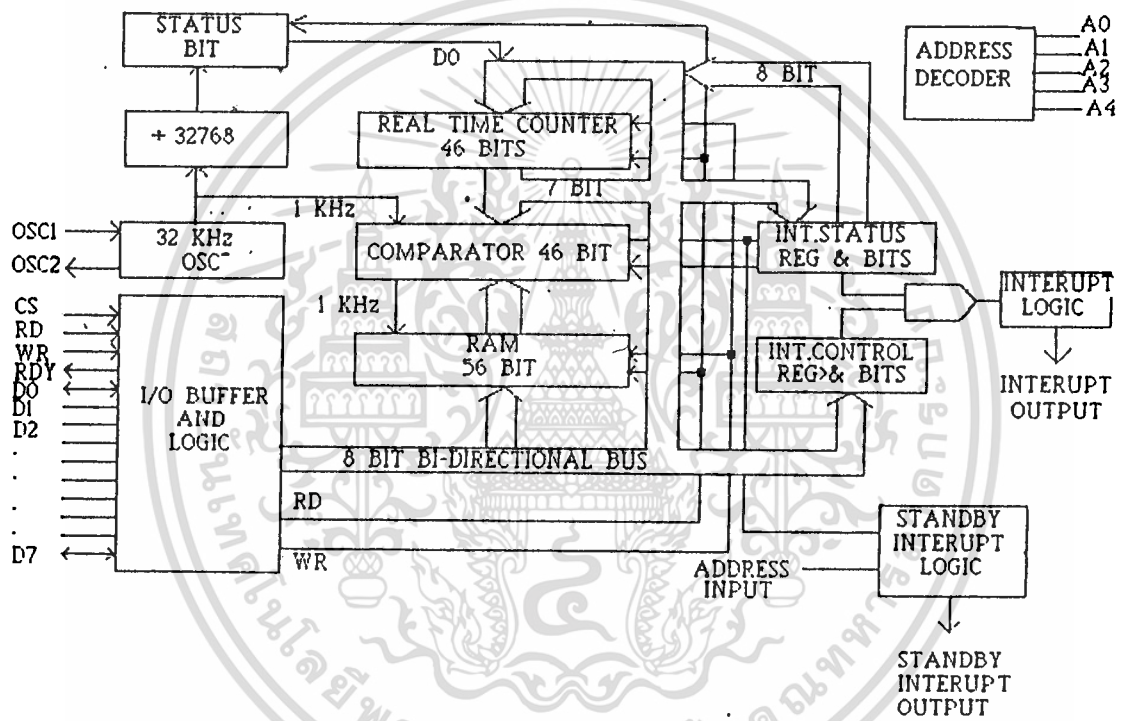 STATUS
BIT
+ 32768
32 KHz
OSC
OSC1
OSC2
1 KHz
1 KHz
D0
8 BIT
7 BIT
REAL TIME COUNTER
46 BITS
COMPARATOR 46 BIT
RAM
56 BIT
ADDRESS
DECODER
A0
A1
A2
A3
A4
INT.STATUS
REG & BITS
INT.CONTROL
REG>& BITS
INTERUPT
LOGIC
INTERUPT
OUTPUT
CS
RD
WR
RDY
D0
D1
D2
.
.
.
.
D7
I/O BUFFER
AND
LOGIC
8 BIT BI-DIRECTIONAL BUS
RD
WR
ADDRESS
INPUT
STANDBY
INTERUPT
LOGIC
STANDBY
INTERUPT
OUTPUT